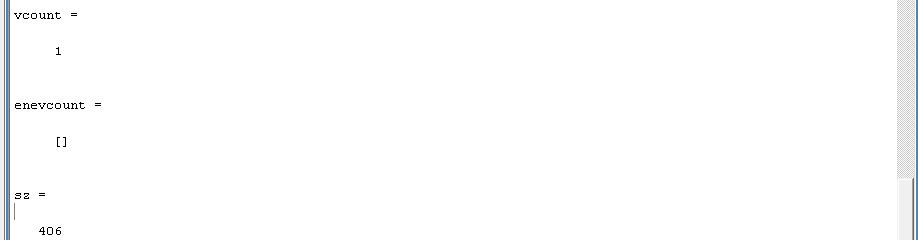 vcount =
1
enevcount =
[]
sz =
406